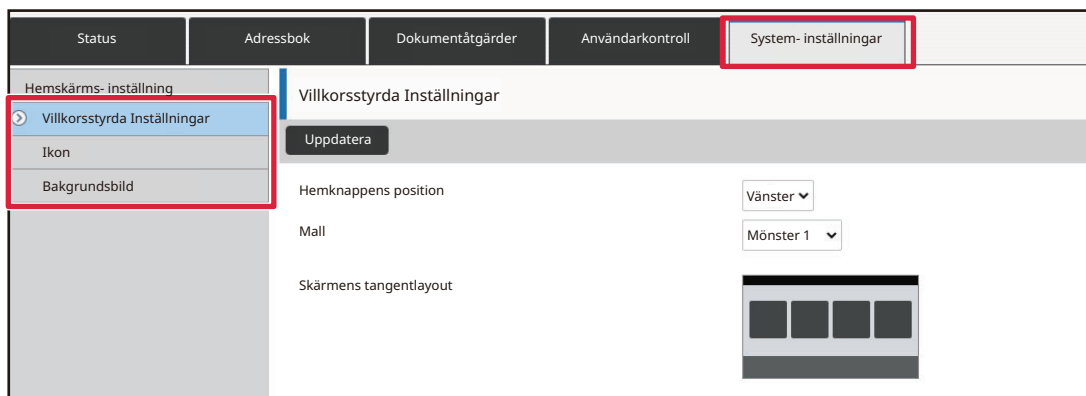 Status
Adressbok
Dokumentåtgärder
Användarkontroll
System- inställningar
Hemskärms- inställning
Villkorsstyrda Inställningar
Ikon
Bakgrundsbild
Villkorsstyrda Inställningar
Uppdatera
Hemknappens position
Vänster
Mall
Mönster 1
Skärmens tangentlayout